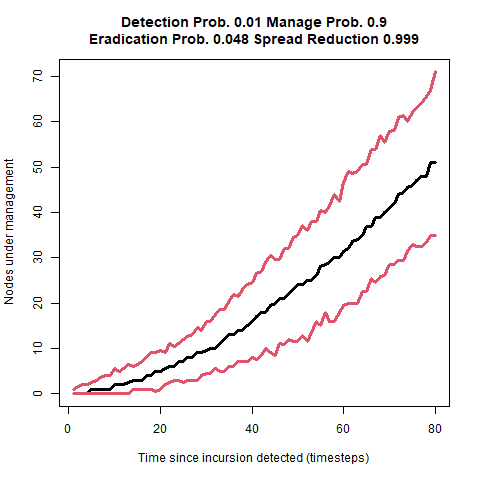 Detection Prob. 0.01 Manage Prob. 0.9
Eradication Prob. 0.048 Spread Reduction 0.999
Nodes under management
70
60
50
40
30
20
10
0
0 20 40 60 80
Time since incursion detected (timesteps)